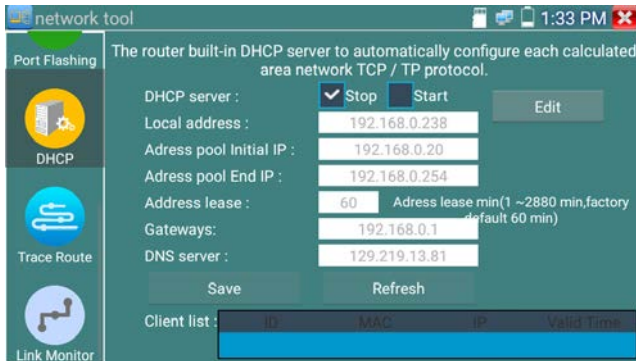 network tool
1:33 PM
Port Flashing
The router built-in DHCP server to automatically configure each calculated
area network TCP / TP protocol.
DHCP server : Stop Start
Edit
Local address : 192.168.0.238
Adress pool Initial IP : 192.168.0.20
DHCP
Adress pool End IP : 192.168.0.254
Address lease : 60 Adress lease min(1 ~2880 min,factory
default 60 min)
Gateways: 192.168.0.1
Trace Route
DNS server : 129.219.13.81
Save Refresh
Client list : ID MAC IP Valid Time
Link Monitor